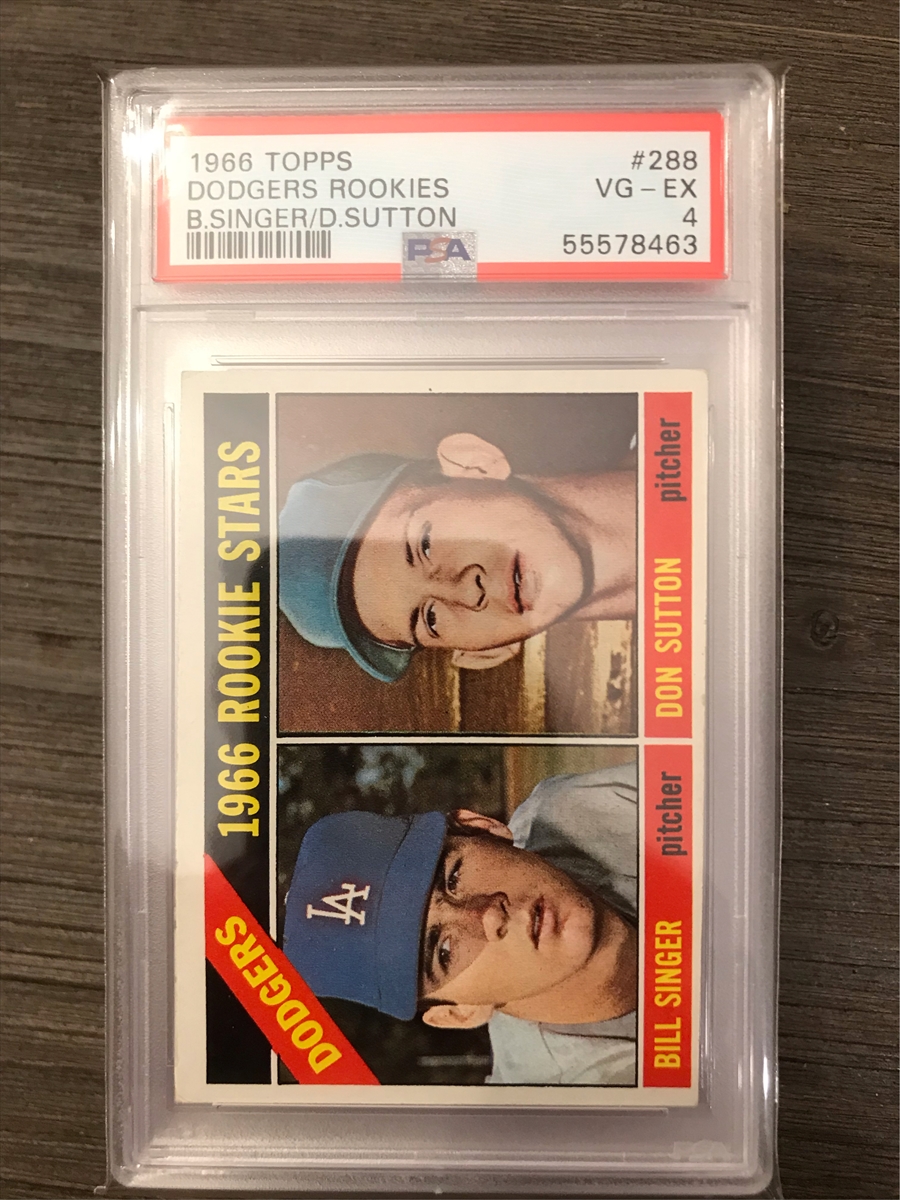 1966 TOPPS #288
DODGERS ROOKIES VG - EX
B.SINGER/D.SUTTON 4
PSA 55578463
1966 ROOKIE STARS
DODGERS
LA
BILL SINGER pitcher
DON SUTTON pitcher